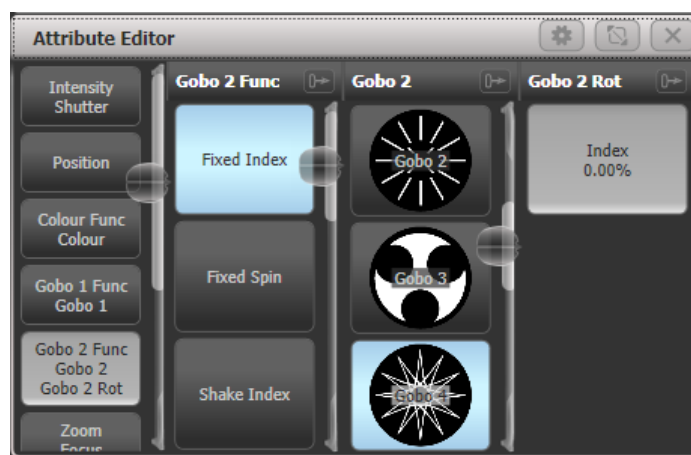 Attribute Editor
Intensity
Shutter
Position
Colour Func
Colour
Gobo 1 Func
Gobo 1
Gobo 2 Func
Gobo 2
Gobo 2 Rot
Zoom
Focus
Gobo 2 Func
Fixed Index
Fixed Spin
Shake Index
Gobo 2
Gobo 2
Gobo 3
Gobo 4
Gobo 2 Rot
Index
0.00%